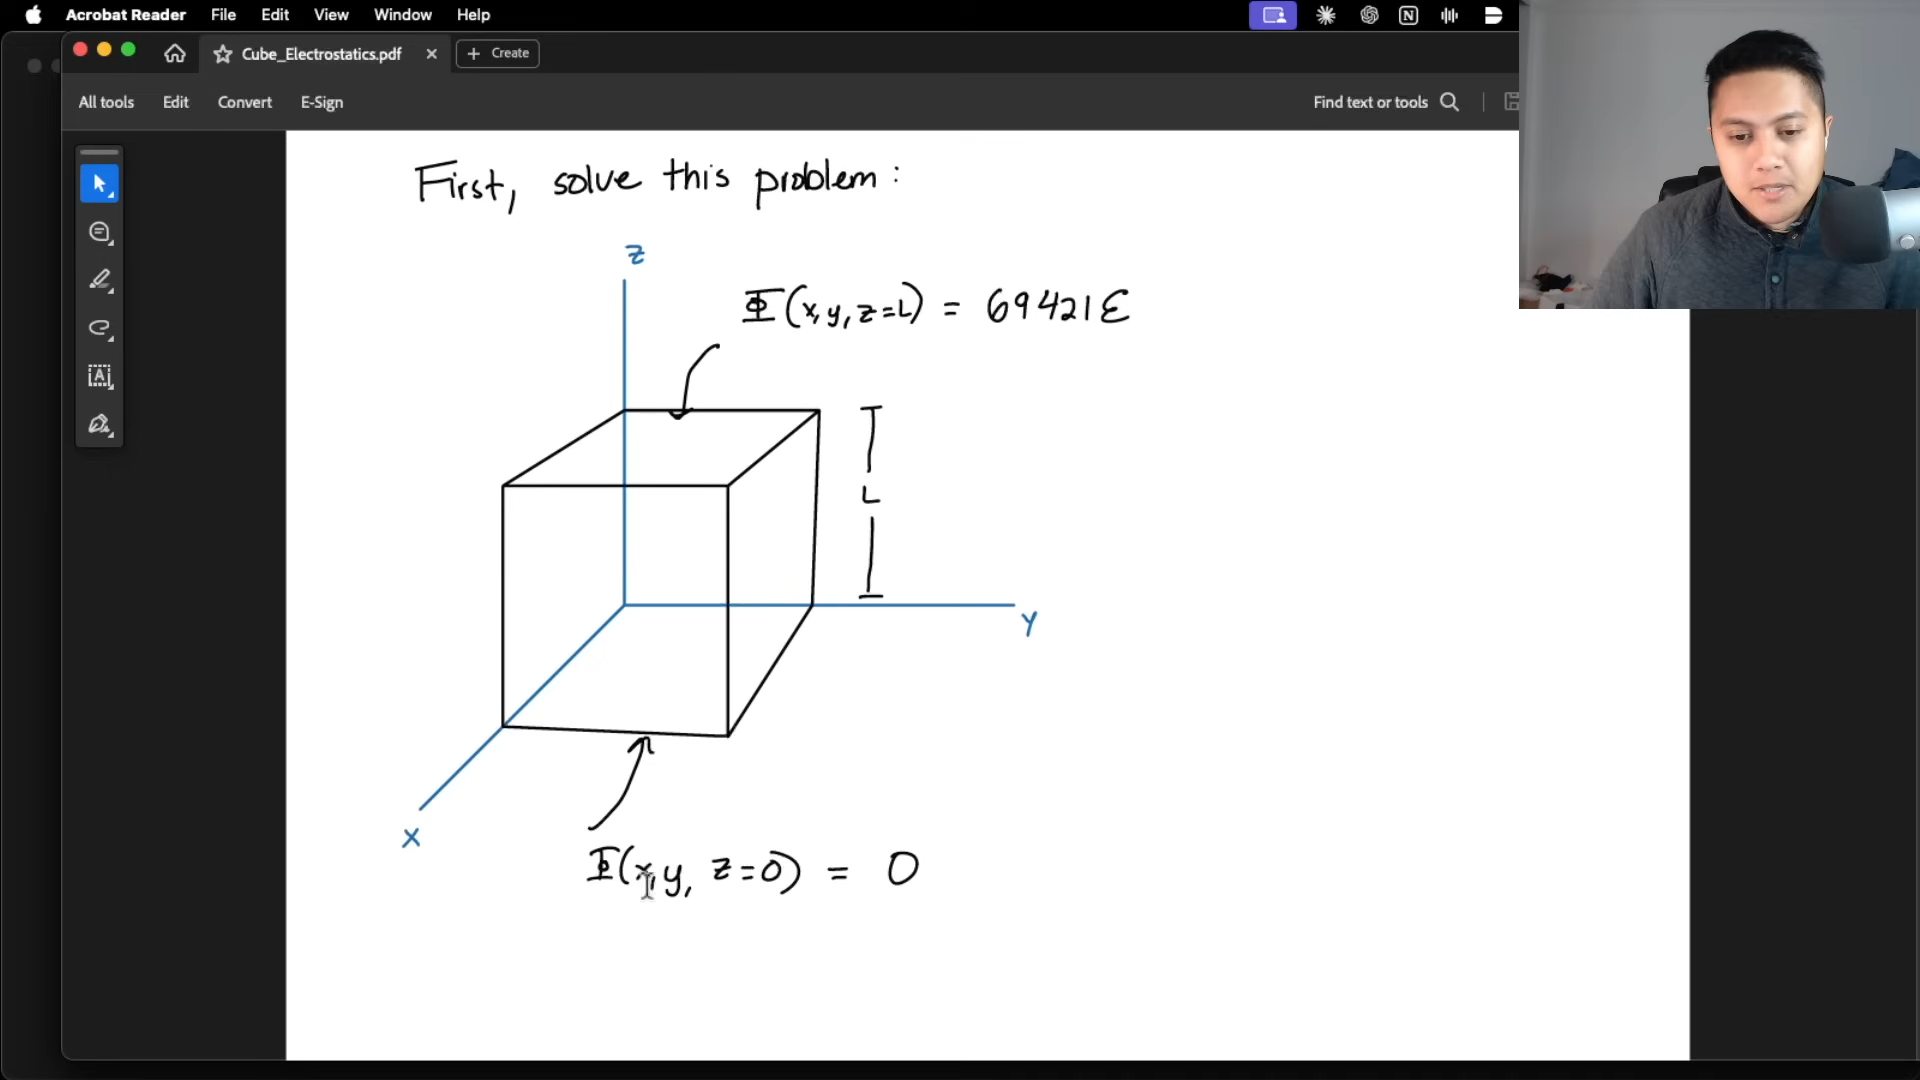 Acrobat Reader File Edit View Window Help
Cube_Electrostatics.pdf Create
All tools Edit Convert E-Sign Find text or tools
First, solve this problem:
z
Φ(x,y,z=L) = 69421ε
L
y
x
Φ(x,y, z=0) = 0